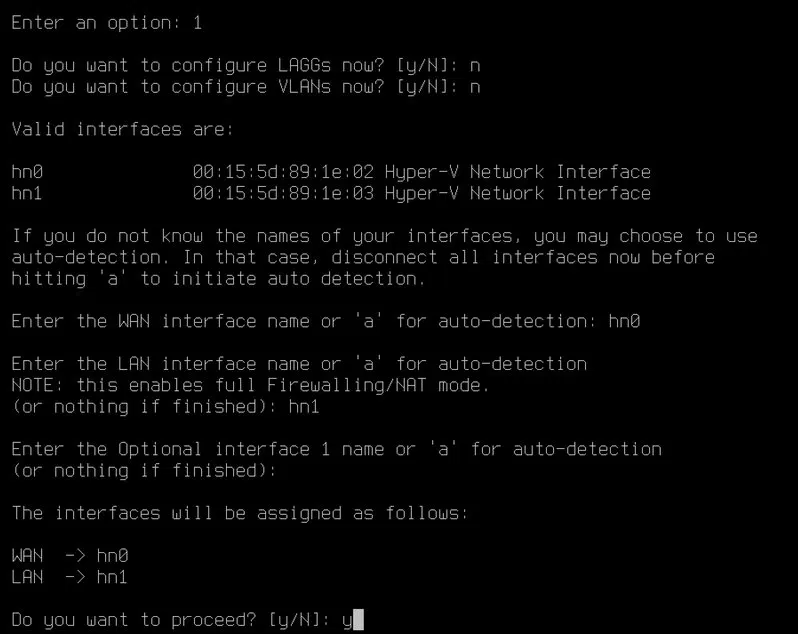 Enter an option: 1
Do you want to configure LAGGs now? [y/N]: n
Do you want to configure VLANs now? [y/N]: n
Valid interfaces are:
hn0 00:15:5d:89:1e:02 Hyper-V Network Interface
hn1 00:15:5d:89:1e:03 Hyper-V Network Interface
If you do not know the names of your interfaces, you may choose to use
auto-detection. In that case, disconnect all interfaces now before
hitting 'a' to initiate auto detection.
Enter the WAN interface name or 'a' for auto-detection: hn0
Enter the LAN interface name or 'a' for auto-detection
NOTE: this enables full Firewalling/NAT mode.
(or nothing if finished): hn1
Enter the Optional interface 1 name or 'a' for auto-detection
(or nothing if finished):
The interfaces will be assigned as follows:
WAN -> hn0
LAN -> hn1
Do you want to proceed? [y/N]: y